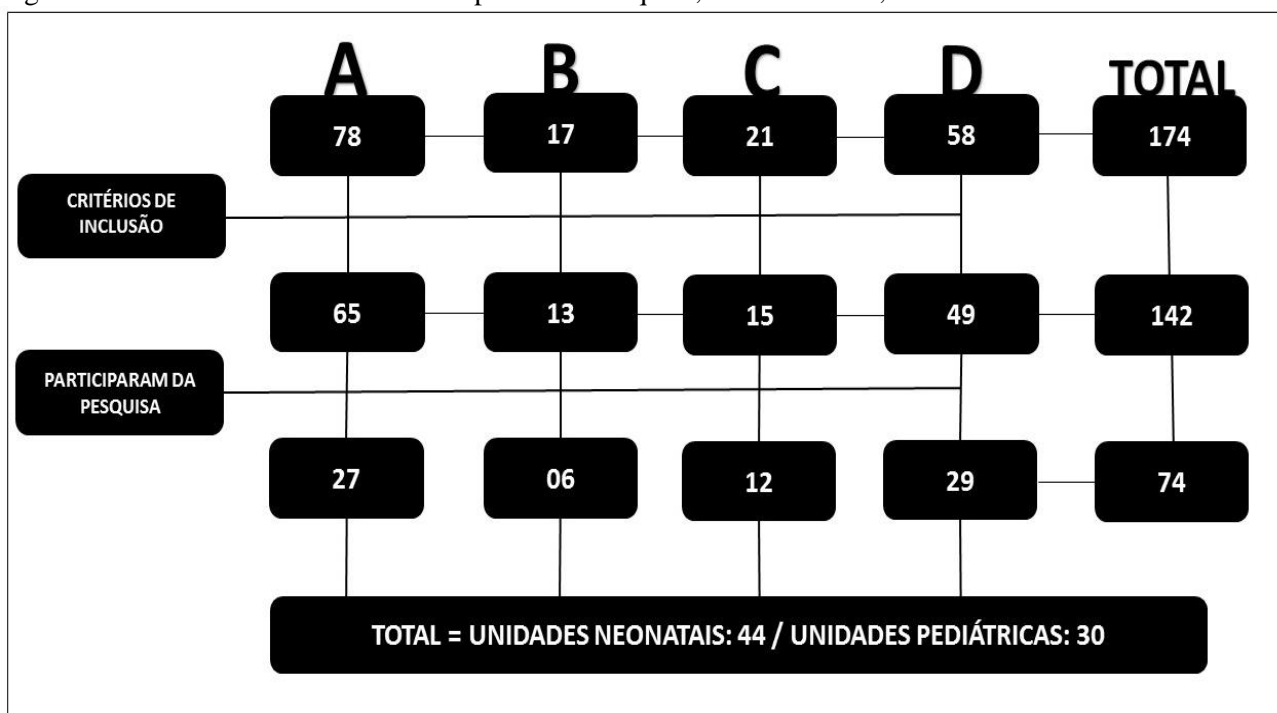 A B C D TOTAL
78 17 21 58 174
CRITÉRIOS DE
INCLUSÃO
65 13 15 49 142
PARTICIPARAM DA
PESQUISA
27 06 12 29 74
TOTAL = UNIDADES NEONATAIS: 44 / UNIDADES PEDIÁTRICAS: 30